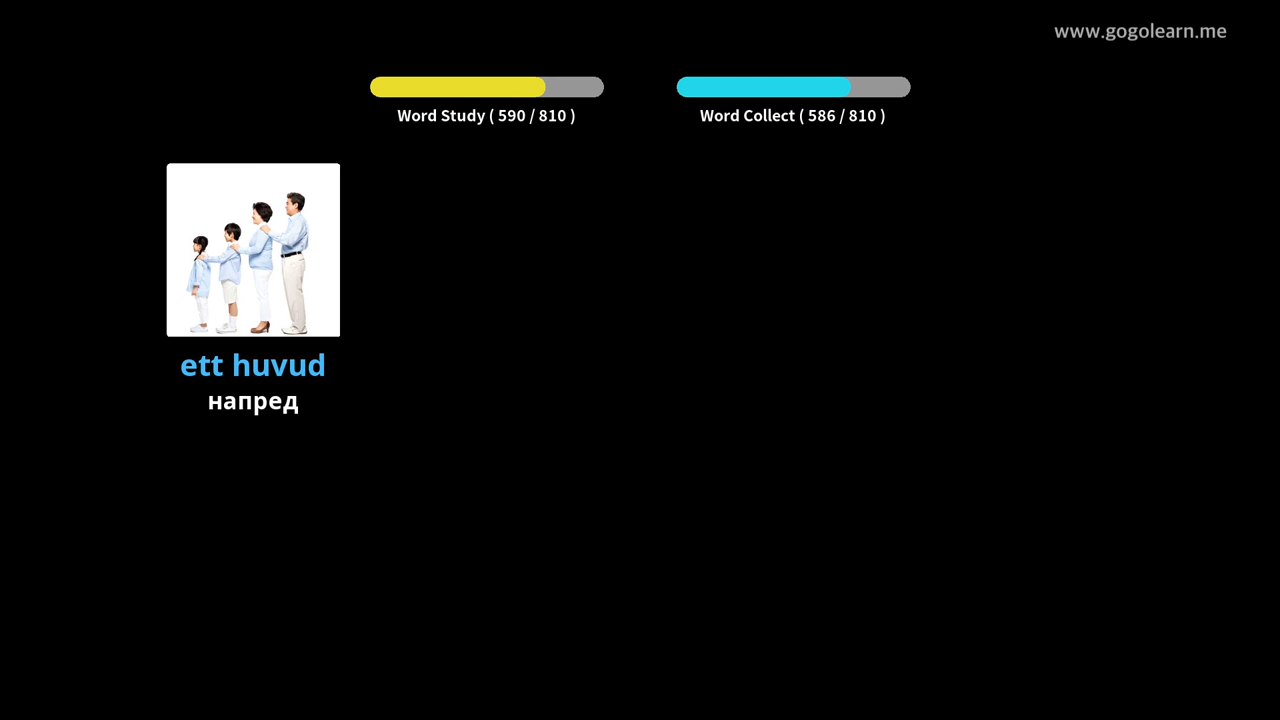 www.gogolearn.me
Word Study ( 590 / 810 )
Word Collect ( 586 / 810 )
ett huvud
напред